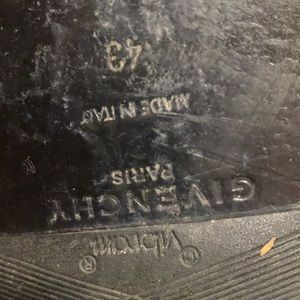 vibram®
GIVENCHY
PARIS
MADE IN ITALY
43